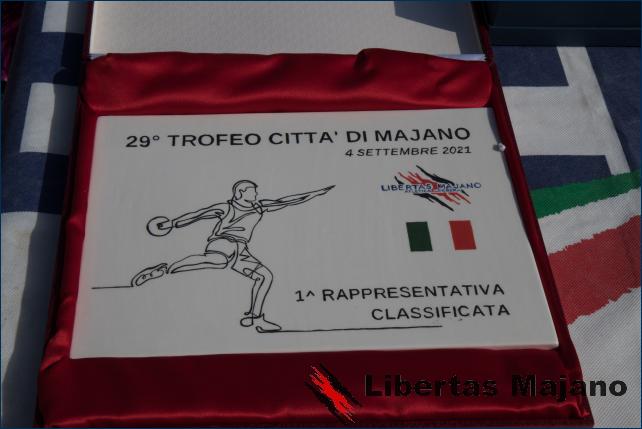 29° TROFEO CITTA' DI MAJANO
4 SETTEMBRE 2021
LIBERTAS MAJANO
1^ RAPPRESENTATIVA
CLASSIFICATA
Libertas Majano